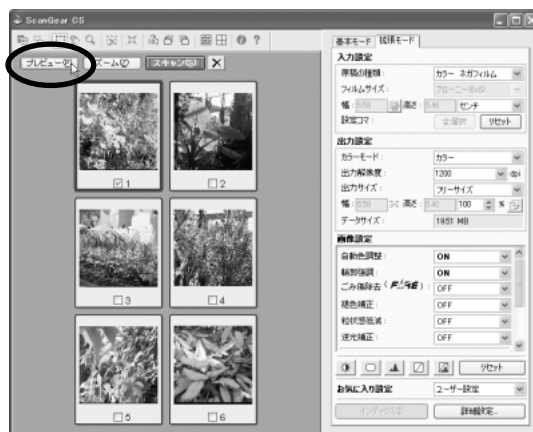 ScanGear CS
プレビュー(P)
ズーム(Z)
スキャン(S)
1
2
3
4
5
6
基本モード
拡張モード
入力設定
原稿の種類:
カラー ネガフィルム
フィルムサイズ:
幅:
高さ:
センチ
設定コマ:
全選択
リセット
出力設定
カラーモード:
カラー
出力解像度:
1200
dpi
出力サイズ:
フリーサイズ
幅:
高さ:
100
%
データサイズ:
19.51 MB
画像設定
自動色調整:
ON
輪郭強調:
ON
ごみ傷除去 (FARE):
OFF
褪色補正:
OFF
粒状感低減:
OFF
逆光補正:
OFF
リセット
お気に入り設定
ユーザー設定
詳細設定...